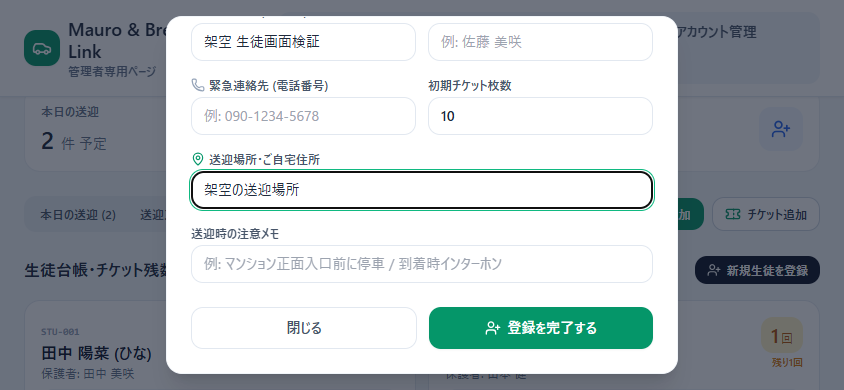 Mauro & Bre
Link
管理者専用ページ
アカウント管理
架空 生徒画面検証
例: 佐藤 美咲
緊急連絡先 (電話番号)
初期チケット枚数
例: 090-1234-5678
10
送迎場所・ご自宅住所
架空の送迎場所
送迎時の注意メモ
例: マンション正面入口前に停車 / 到着時インターホン
閉じる
登録を完了する
本日の送迎
2 件 予定
本日の送迎 (2)
送迎
加
チケット追加
生徒台帳・チケット残数
新規生徒を登録
STU-001
田中 陽菜 (ひな)
保護者: 田中 美咲
1回
残り1回